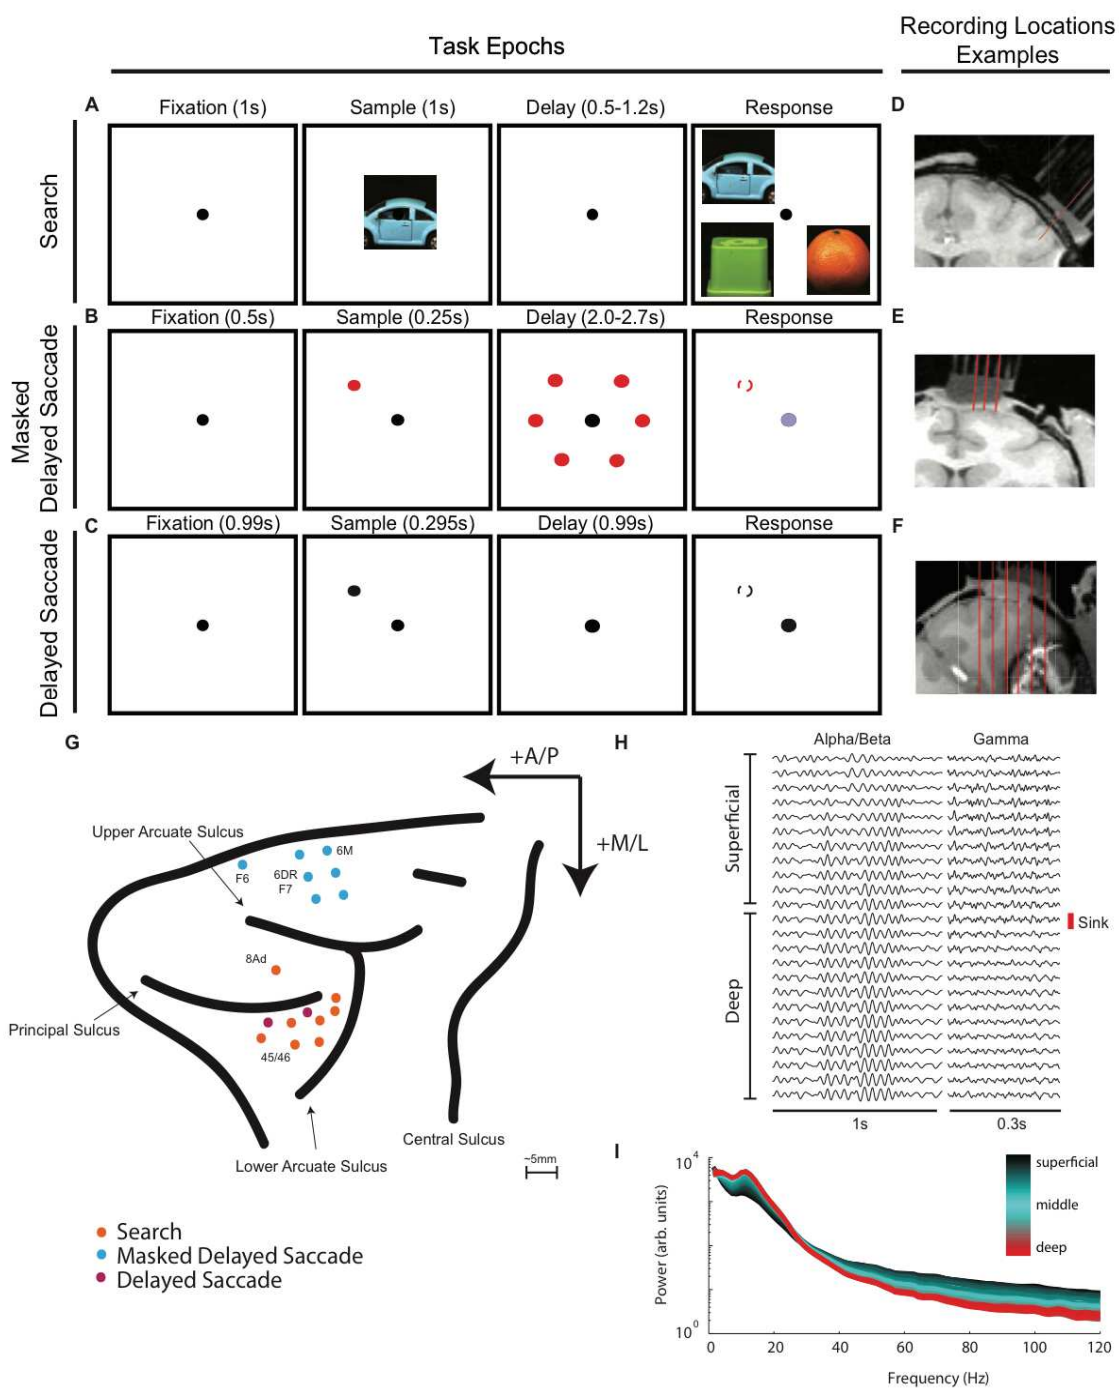 Task Epochs
Recording Locations
Examples
A
Fixation (1s)
Sample (1s)
Delay (0.5-1.2s)
Response
D
Search
B
Fixation (0.5s)
Sample (0.25s)
Delay (2.0-2.7s)
Response
E
Masked
Delayed Saccade
C
Fixation (0.99s)
Sample (0.295s)
Delay (0.99s)
Response
F
Delayed Saccade
G
+A/P
+M/L
Upper Arcuate Sulcus
6M
F6
6DR
F7
8Ad
Principal Sulcus
45/46
Central Sulcus
Lower Arcuate Sulcus
~5mm
Search
Masked Delayed Saccade
Delayed Saccade
H
Alpha/Beta
Gamma
Superficial
Sink
Deep
1s
0.3s
I
10^4
superficial
middle
deep
Power (arb. units)
10^0
0
20
40
60
80
100
120
Frequency (Hz)